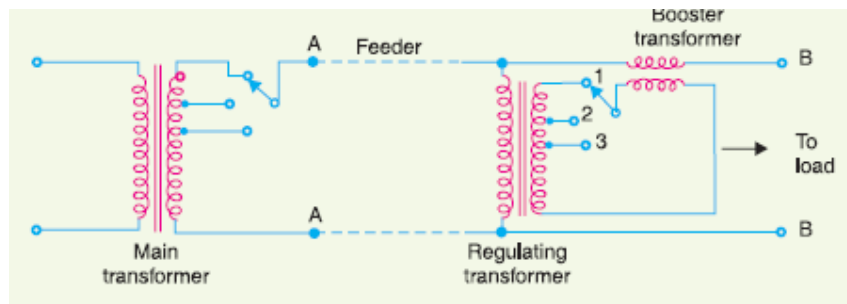 Booster
transformer
A
Feeder
B
1
2
3
To
load
A
B
Main
transformer
Regulating
transformer